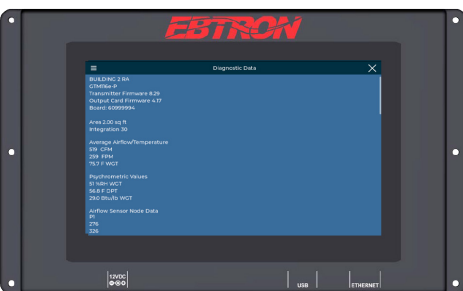 EBTRON
Diagnostic Data
BUILDING 2 RA
GTM116e-P
Transmitter Firmware 8.29
Output Card Firmware 4.17
Board: 60999994
Area 2.00 sq ft
Integration 30
Average Airflow/Temperature
519 CFM
259 FPM
75.7 F WGT
Psychrometric Values
51 %RH WGT
56.8 F DPT
29.0 Btu/lb WGT
Airflow Sensor Node Data
P1
276
326
12VDC
USB
ETHERNET